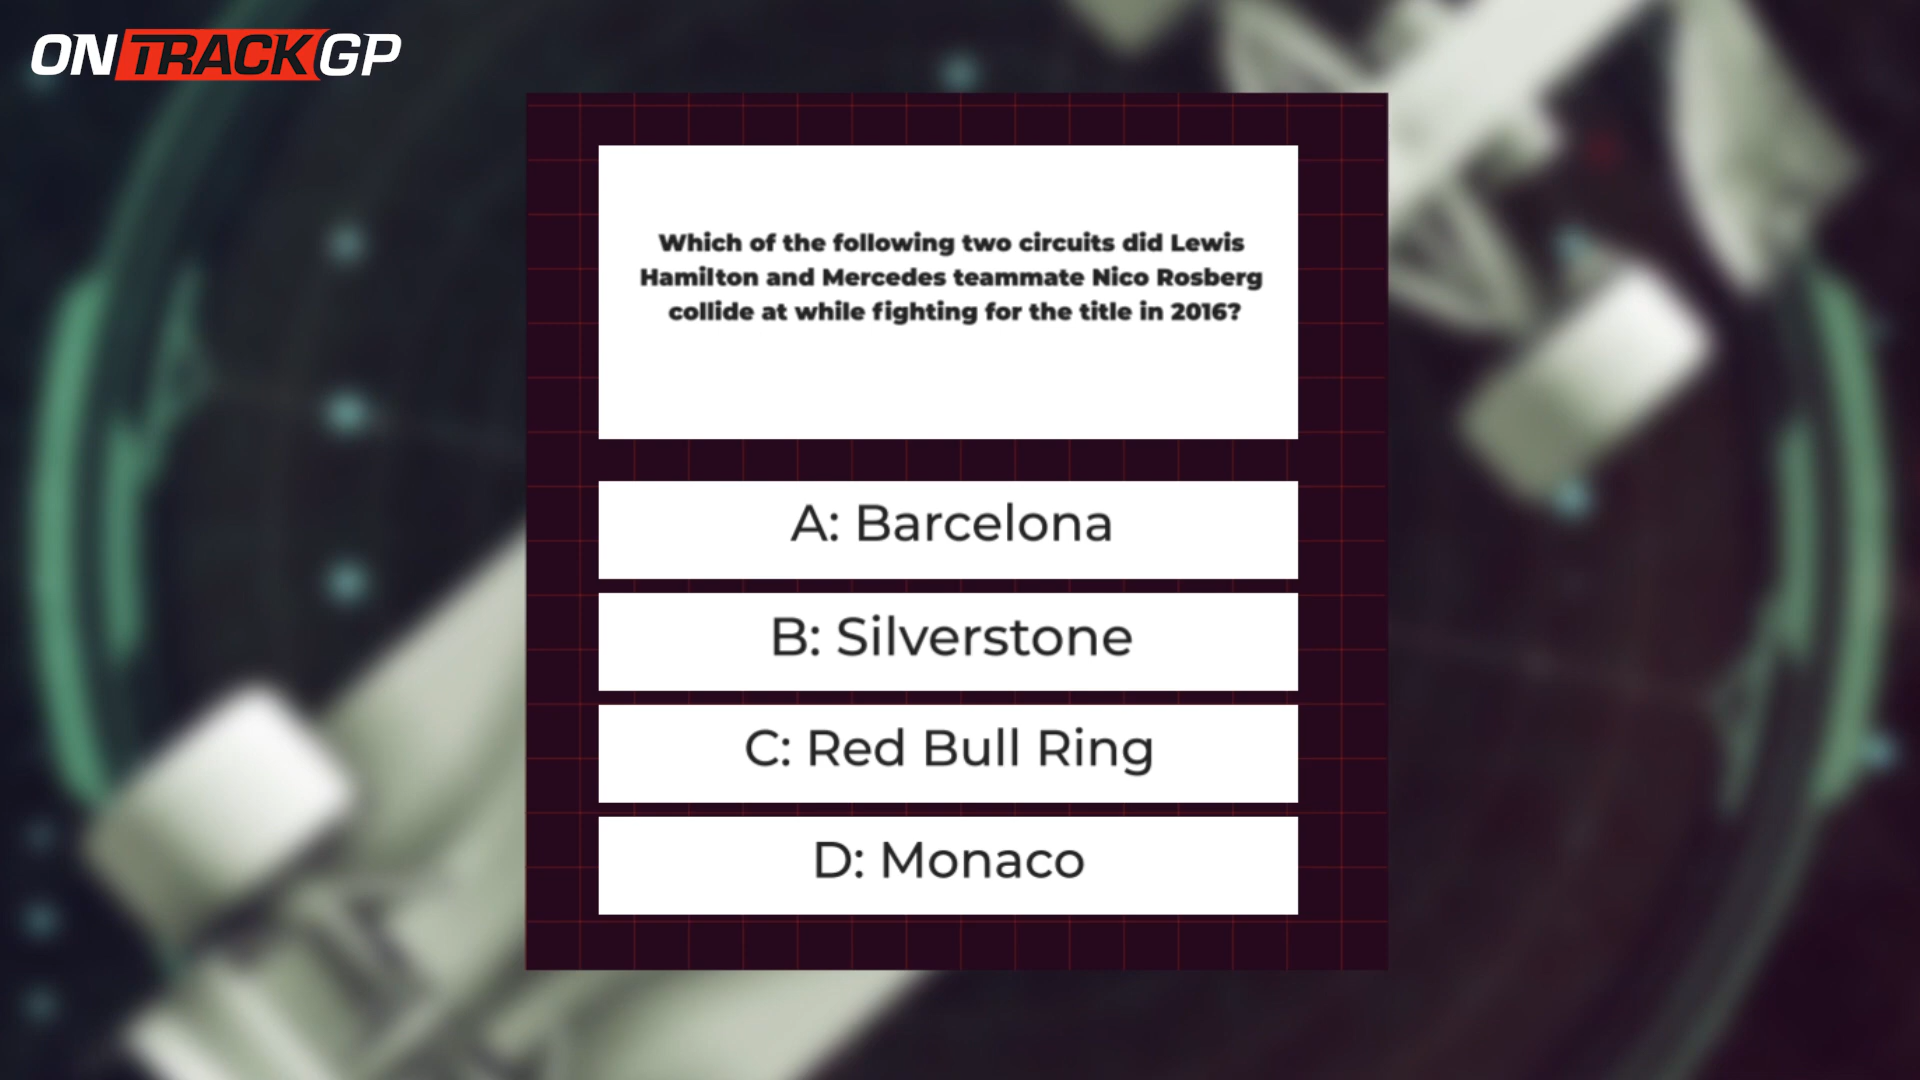 ONTRACKGP
Which of the following two circuits did Lewis
Hamilton and Mercedes teammate Nico Rosberg
collide at while fighting for the title in 2016?
A: Barcelona
B: Silverstone
C: Red Bull Ring
D: Monaco